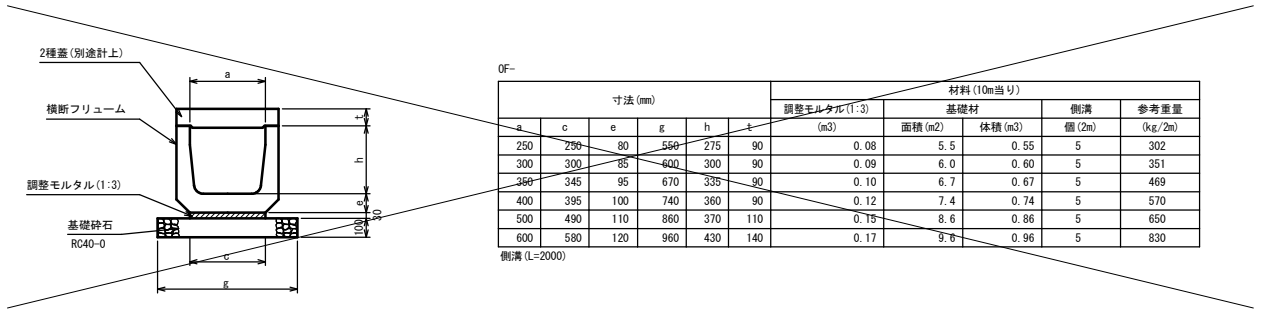 2種蓋(別途計上)
横断フリューム
調整モルタル(1:3)
基礎砕石
RC40-0
a
t
h
e
30
100
c
g
OF-
寸法(mm) 材料(10m当り)
調整モルタル(1:3) 基礎材 側溝 参考重量
a c e g h t (m3) 面積(m2) 体積(m3) 個(2m) (kg/2m)
250 250 80 550 275 90 0.08 5.5 0.55 5 302
300 300 85 600 300 90 0.09 6.0 0.60 5 351
350 345 95 670 335 90 0.10 6.7 0.67 5 469
400 395 100 740 360 90 0.12 7.4 0.74 5 570
500 490 110 860 370 110 0.15 8.6 0.86 5 650
600 580 120 960 430 140 0.17 9.6 0.96 5 830
側溝(L=2000)